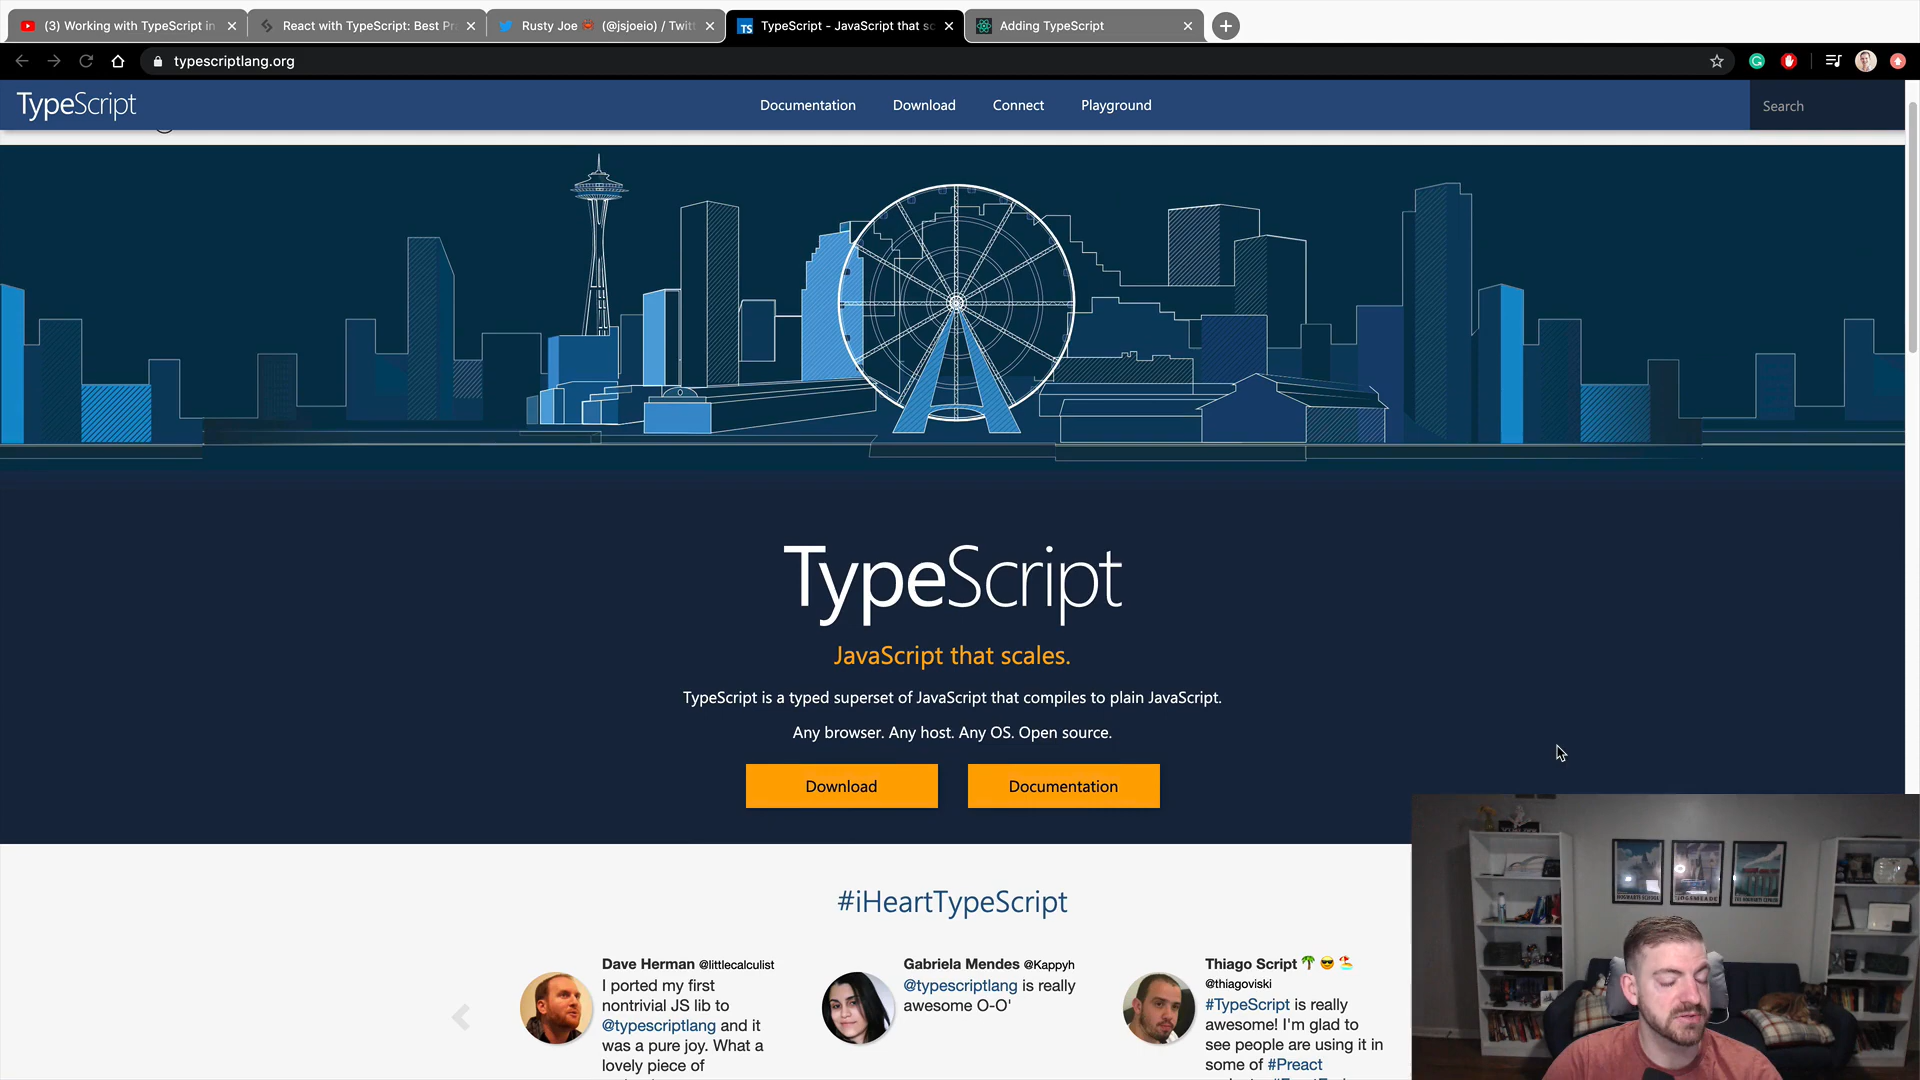 (3) Working with TypeScript in
React with TypeScript: Best Pr
Rusty Joe (@jsjoeio) / Twitt
TS TypeScript - JavaScript that sc
Adding TypeScript
typescriptlang.org
TypeScript
Documentation
Download
Connect
Playground
Search
TypeScript
JavaScript that scales.
TypeScript is a typed superset of JavaScript that compiles to plain JavaScript.
Any browser. Any host. Any OS. Open source.
Download
Documentation
#iHeartTypeScript
Dave Herman @littlecalculist
I ported my first
nontrivial JS lib to
@typescriptlang and it
was a pure joy. What a
lovely piece of
Gabriela Mendes @Kappyh
@typescriptlang is really
awesome O-O'
Thiago Script 🌴 😎 🏖
@thiagoviski
#TypeScript is really
awesome! I'm glad to
see people are using it in
some of #Preact